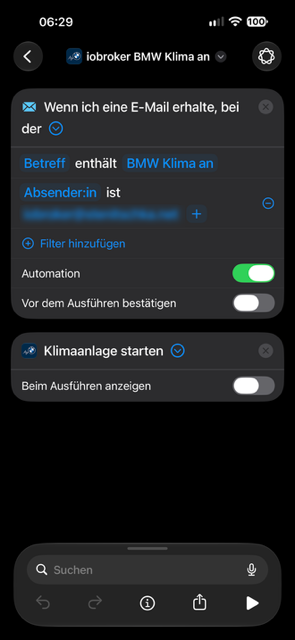 06:29
100
iobroker BMW Klima an
Wenn ich eine E-Mail erhalte, bei
der
Betreff enthält BMW Klima an
Absender:in ist
Filter hinzufügen
Automation
Vor dem Ausführen bestätigen
Klimaanlage starten
Beim Ausführen anzeigen
Suchen